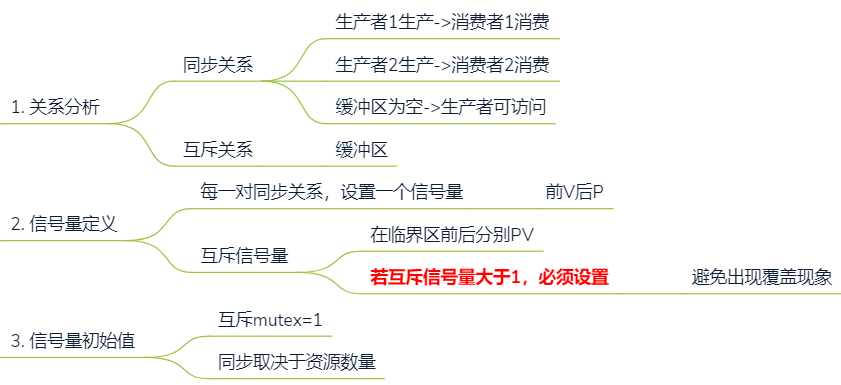 1. 关系分析
同步关系
生产者1生产->消费者1消费
生产者2生产->消费者2消费
缓冲区为空->生产者可访问
互斥关系
缓冲区
2. 信号量定义
每一对同步关系，设置一个信号量
前V后P
互斥信号量
在临界区前后分别PV
若互斥信号量大于1，必须设置
避免出现覆盖现象
3. 信号量初始值
互斥mutex=1
同步取决于资源数量